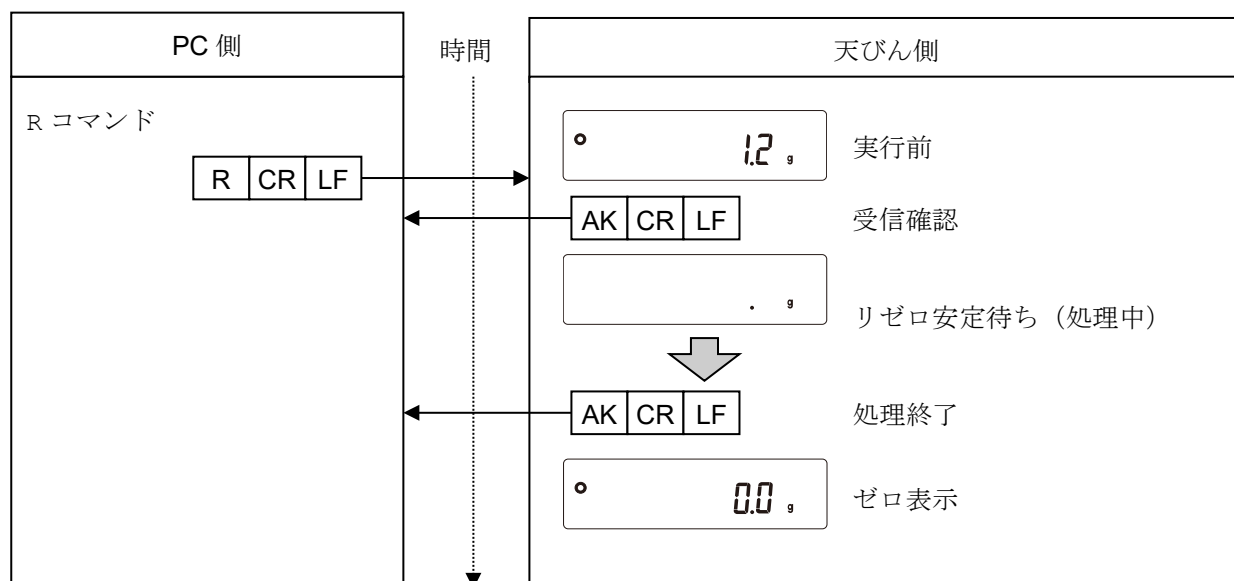 PC 側
時間
天びん側
R コマンド
1.2 g
実行前
R CR LF
AK CR LF
受信確認
. g
リゼロ安定待ち（処理中）
AK CR LF
処理終了
0.0 g
ゼロ表示